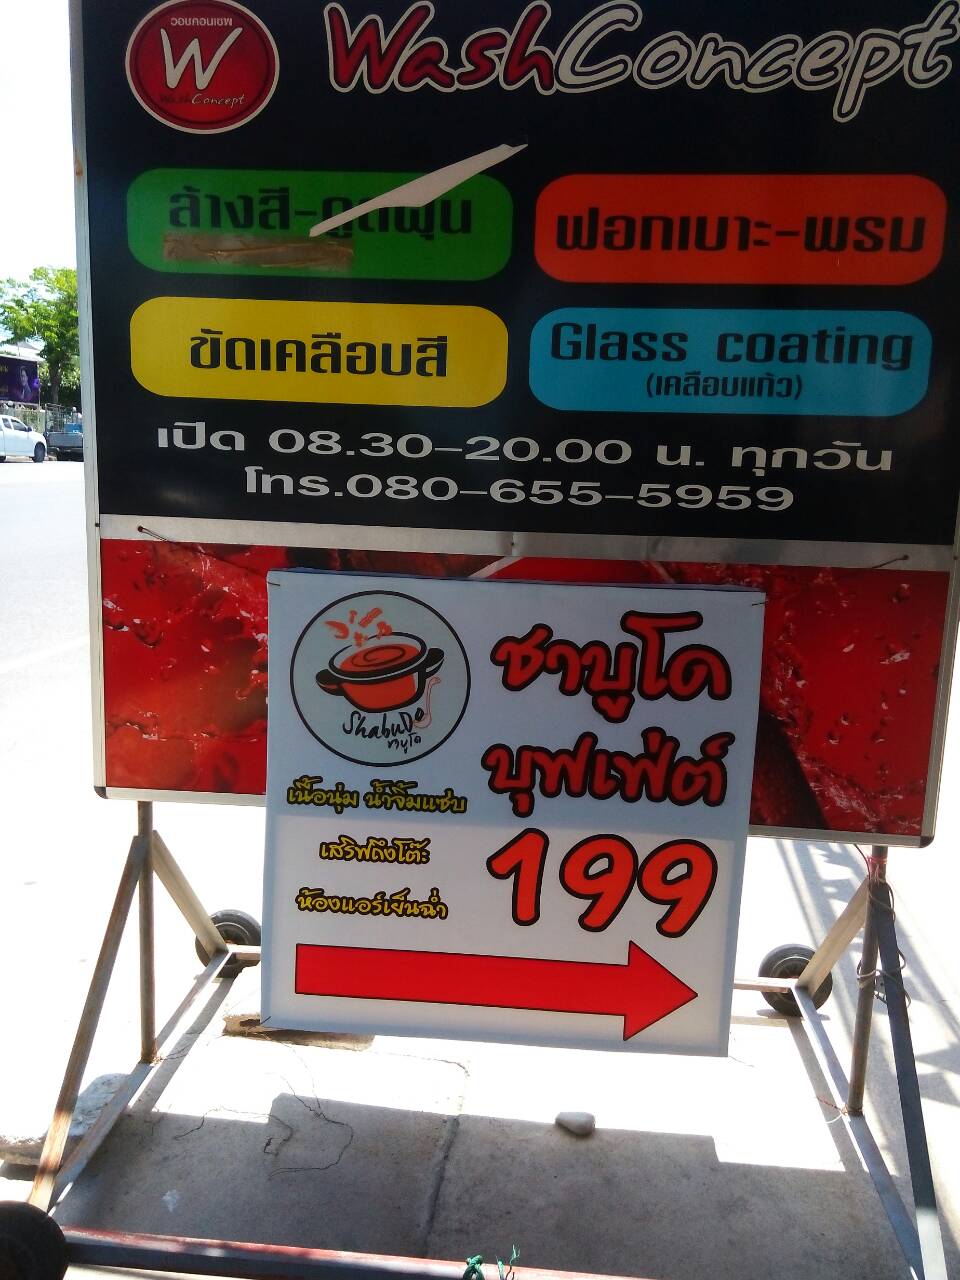 วอชคอนเซพ
W
WashConcept
WashConcept
ล้างสี-ดูดฝุ่น
ฟอกเบาะ-พรม
ขัดเคลือบสี
Glass coating
(เคลือบแก้ว)
เปิด 08.30-20.00 น. ทุกวัน
โทร.080-655-5959
ShabuDo
ชาบูโด
ชาบูโด
บุฟเฟ่ต์
199
เนื้อนุ่ม น้ำจิ้มแซ่บ
เสริฟถึงโต๊ะ
ห้องแอร์เย็นฉ่ำ